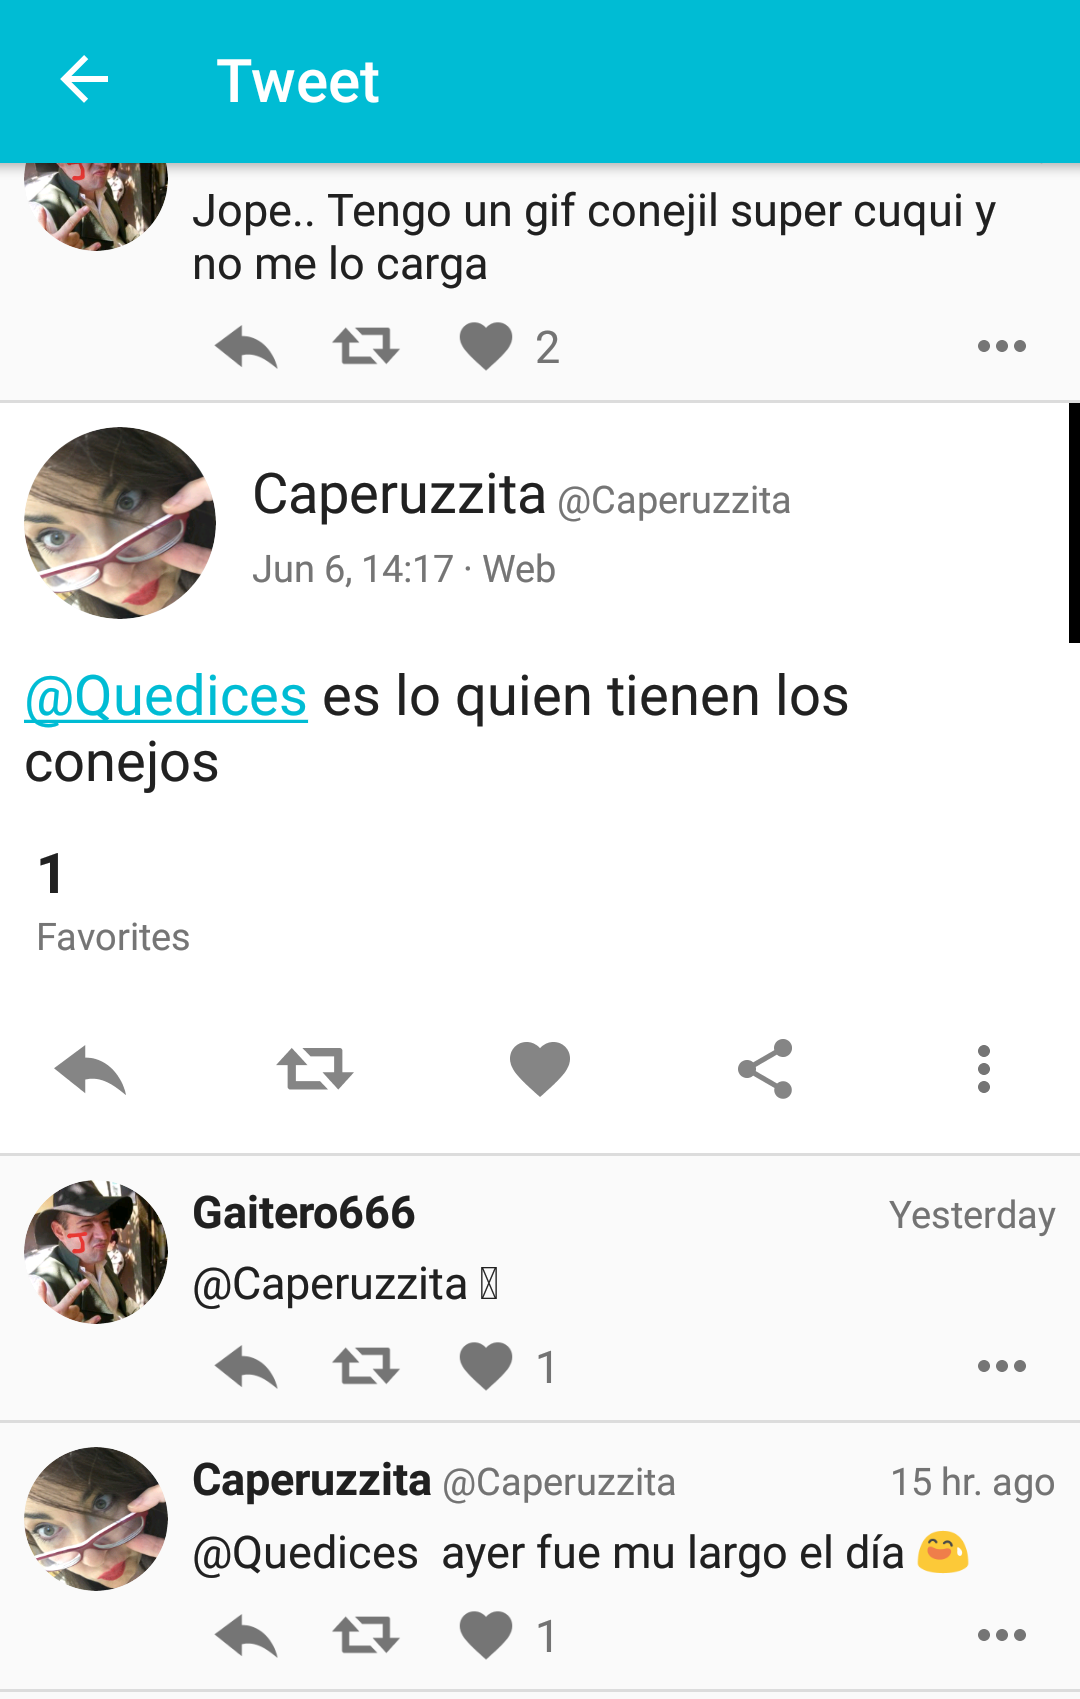 Tweet
Jope.. Tengo un gif conejil super cuqui y
no me lo carga
2
Caperuzzita @Caperuzzita
Jun 6, 14:17 · Web
@Quedices es lo quien tienen los
conejos
1
Favorites
Gaitero666 Yesterday
@Caperuzzita
1
Caperuzzita @Caperuzzita 15 hr. ago
@Quedices ayer fue mu largo el día 😅
1